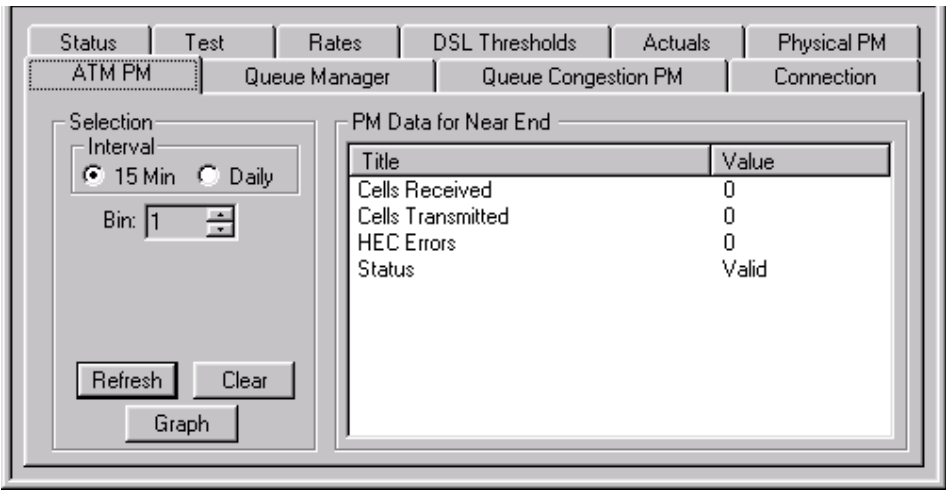 Status Test Rates DSL Thresholds Actuals Physical PM
ATM PM Queue Manager Queue Congestion PM Connection
Selection
Interval
15 Min Daily
Bin: 1
Refresh Clear
Graph
PM Data for Near End
Title Value
Cells Received 0
Cells Transmitted 0
HEC Errors 0
Status Valid